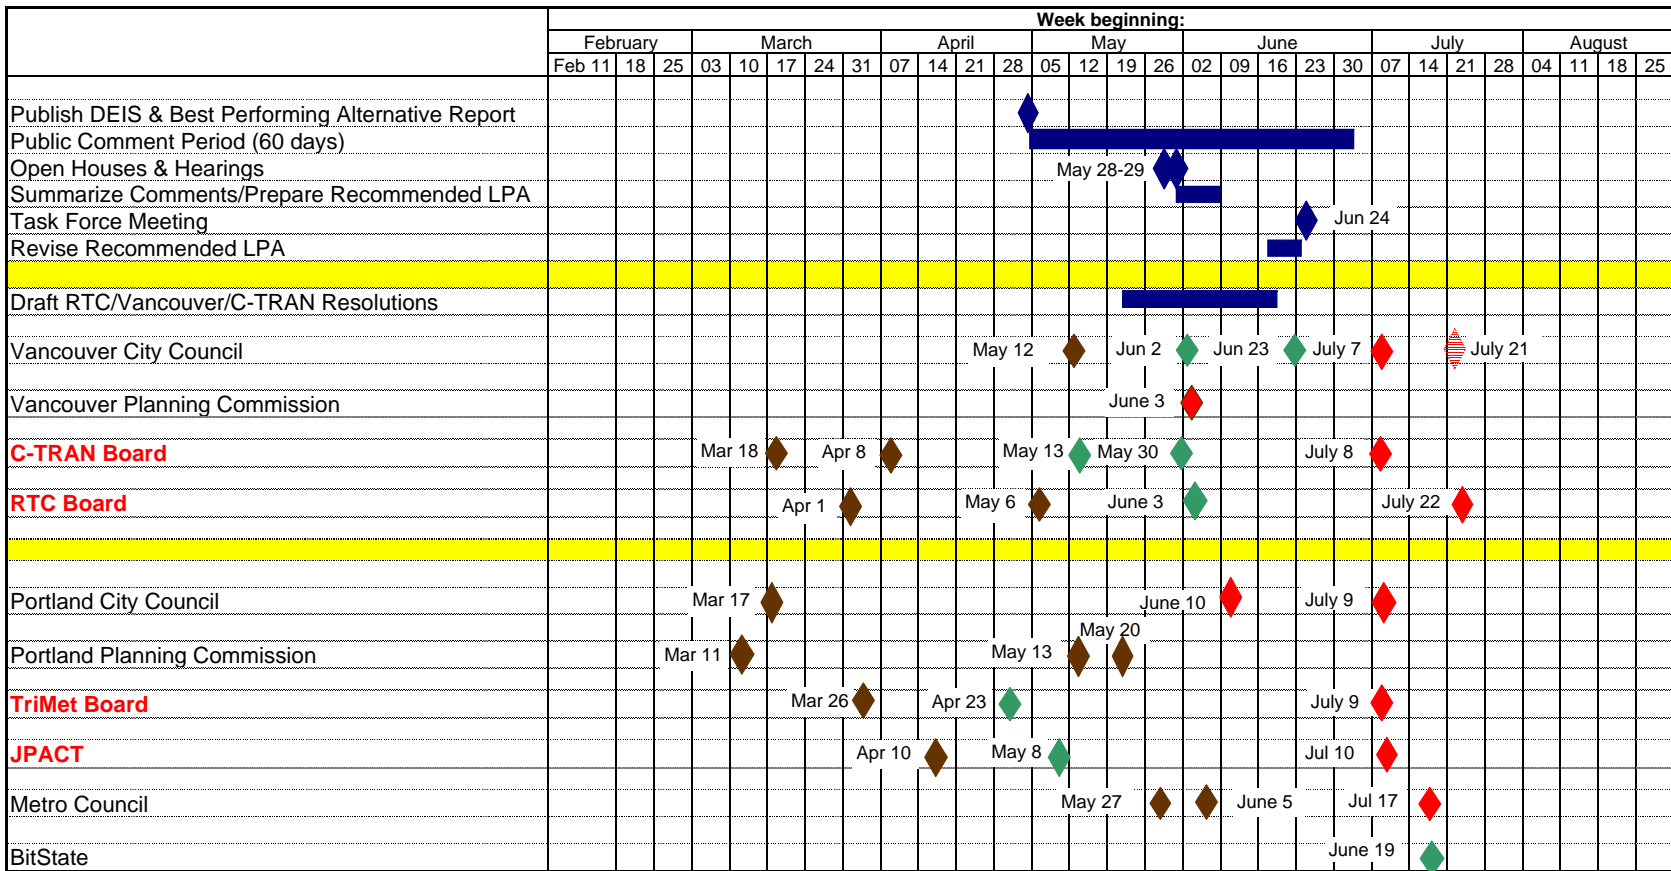 Week beginning:
February March April May June July August
Feb 11 18 25 03 10 17 24 31 07 14 21 28 05 12 19 26 02 09 16 23 30 07 14 21 28 04 11 18 25
Publish DEIS & Best Performing Alternative Report
Public Comment Period (60 days)
Open Houses & Hearings May 28-29
Summarize Comments/Prepare Recommended LPA
Task Force Meeting Jun 24
Revise Recommended LPA
Draft RTC/Vancouver/C-TRAN Resolutions
Vancouver City Council May 12 Jun 2 Jun 23 July 7 July 21
Vancouver Planning Commission June 3
C-TRAN Board Mar 18 Apr 8 May 13 May 30 July 8
RTC Board Apr 1 May 6 June 3 July 22
Portland City Council Mar 17 June 10 July 9
May 20
Portland Planning Commission Mar 11 May 13
TriMet Board Mar 26 Apr 23 July 9
JPACT Apr 10 May 8 Jul 10
Metro Council May 27 June 5 Jul 17
BitState June 19